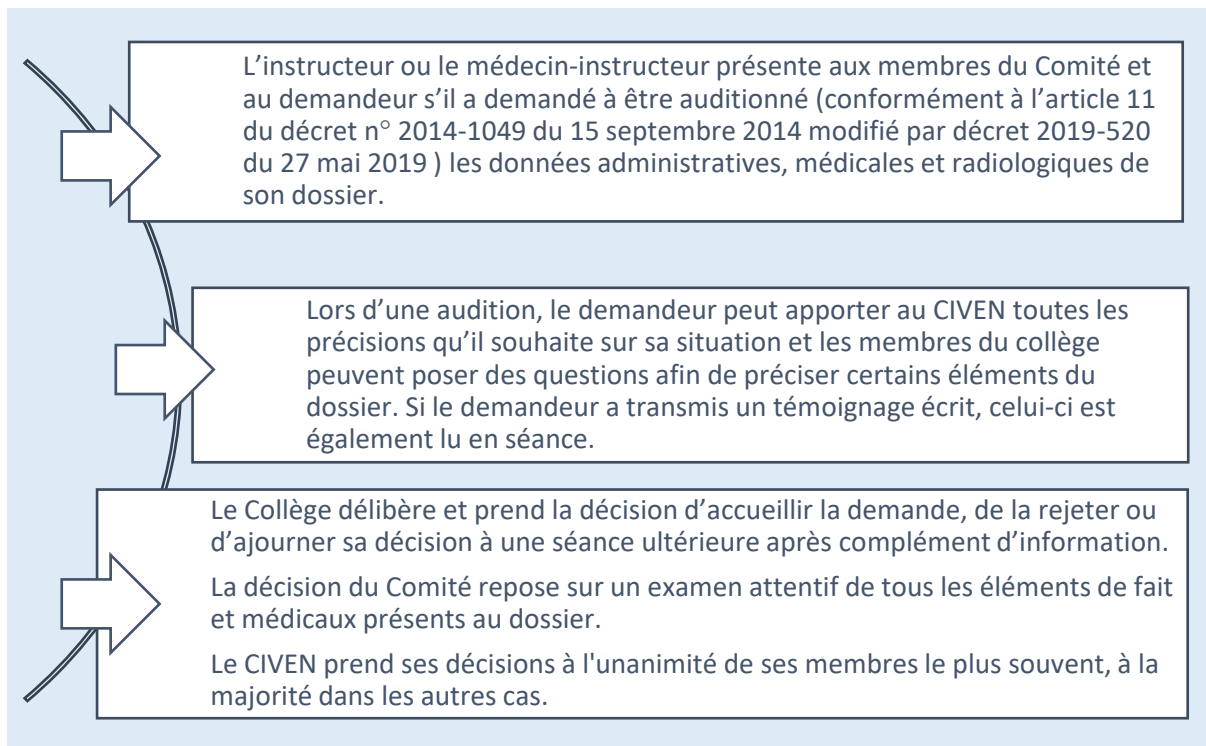 L’instructeur ou le médecin-instructeur présente aux membres du Comité et
au demandeur s’il a demandé à être auditionné (conformément à l’article 11
du décret n° 2014-1049 du 15 septembre 2014 modifié par décret 2019-520
du 27 mai 2019 ) les données administratives, médicales et radiologiques de
son dossier.
Lors d’une audition, le demandeur peut apporter au CIVEN toutes les
précisions qu’il souhaite sur sa situation et les membres du collège
peuvent poser des questions afin de préciser certains éléments du
dossier. Si le demandeur a transmis un témoignage écrit, celui-ci est
également lu en séance.
Le Collège délibère et prend la décision d’accueillir la demande, de la rejeter ou
d’ajourner sa décision à une séance ultérieure après complément d’information.
La décision du Comité repose sur un examen attentif de tous les éléments de fait
et médicaux présents au dossier.
Le CIVEN prend ses décisions à l'unanimité de ses membres le plus souvent, à la
majorité dans les autres cas.